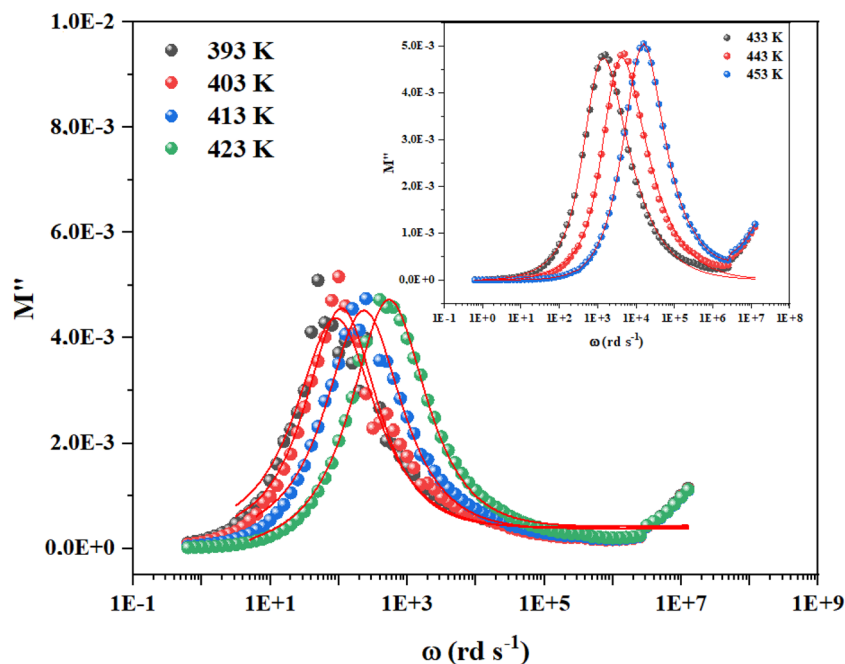 M"
1.0E-2
8.0E-3
6.0E-3
4.0E-3
2.0E-3
0.0E+0
393 K
403 K
413 K
423 K
1E-1
1E+1
1E+3
1E+5
1E+7
1E+9
ω (rd s⁻¹)
M"
5.0E-3
4.0E-3
3.0E-3
2.0E-3
1.0E-3
0.0E+0
433 K
443 K
453 K
1E-1 1E+0 1E+1 1E+2 1E+3 1E+4 1E+5 1E+6 1E+7 1E+8
ω (rd s⁻¹)